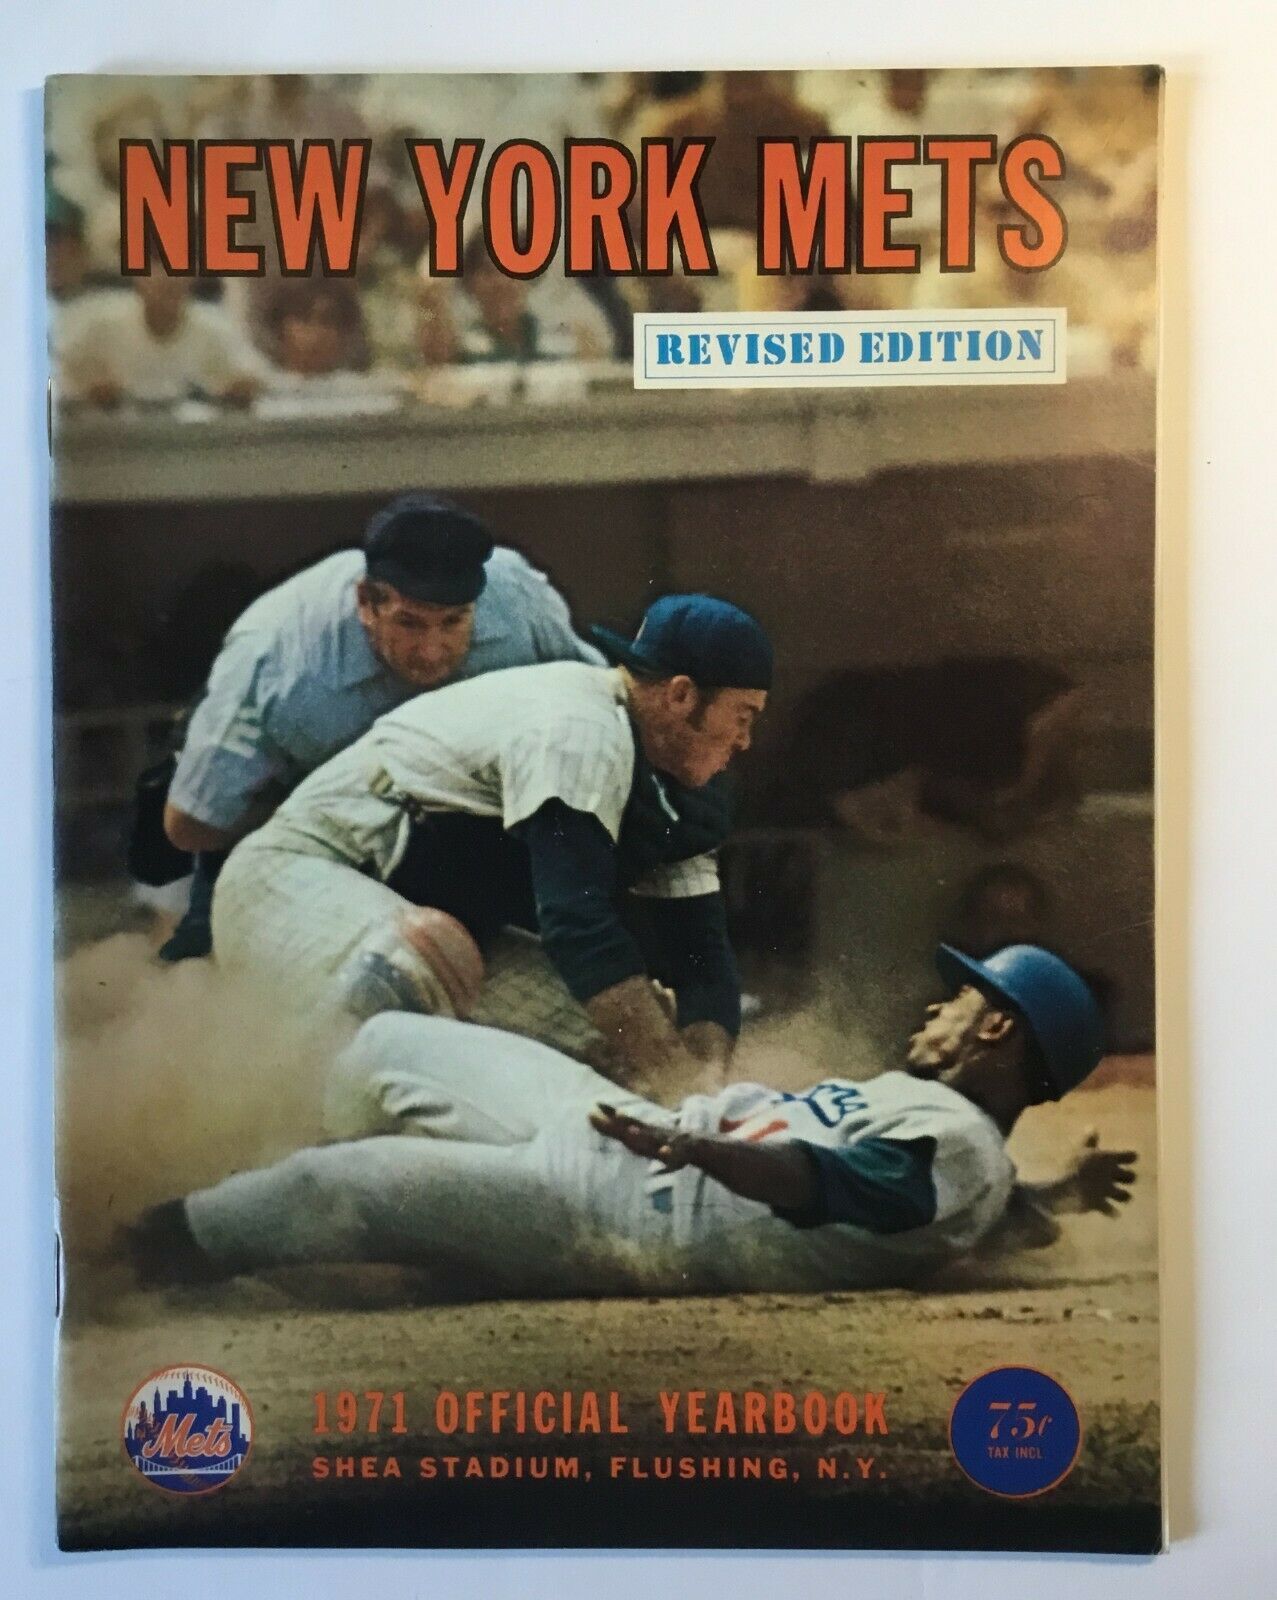 NEW YORK METS
REVISED EDITION
Mets
1971 OFFICIAL YEARBOOK
SHEA STADIUM, FLUSHING, N.Y.
75¢
TAX INCL